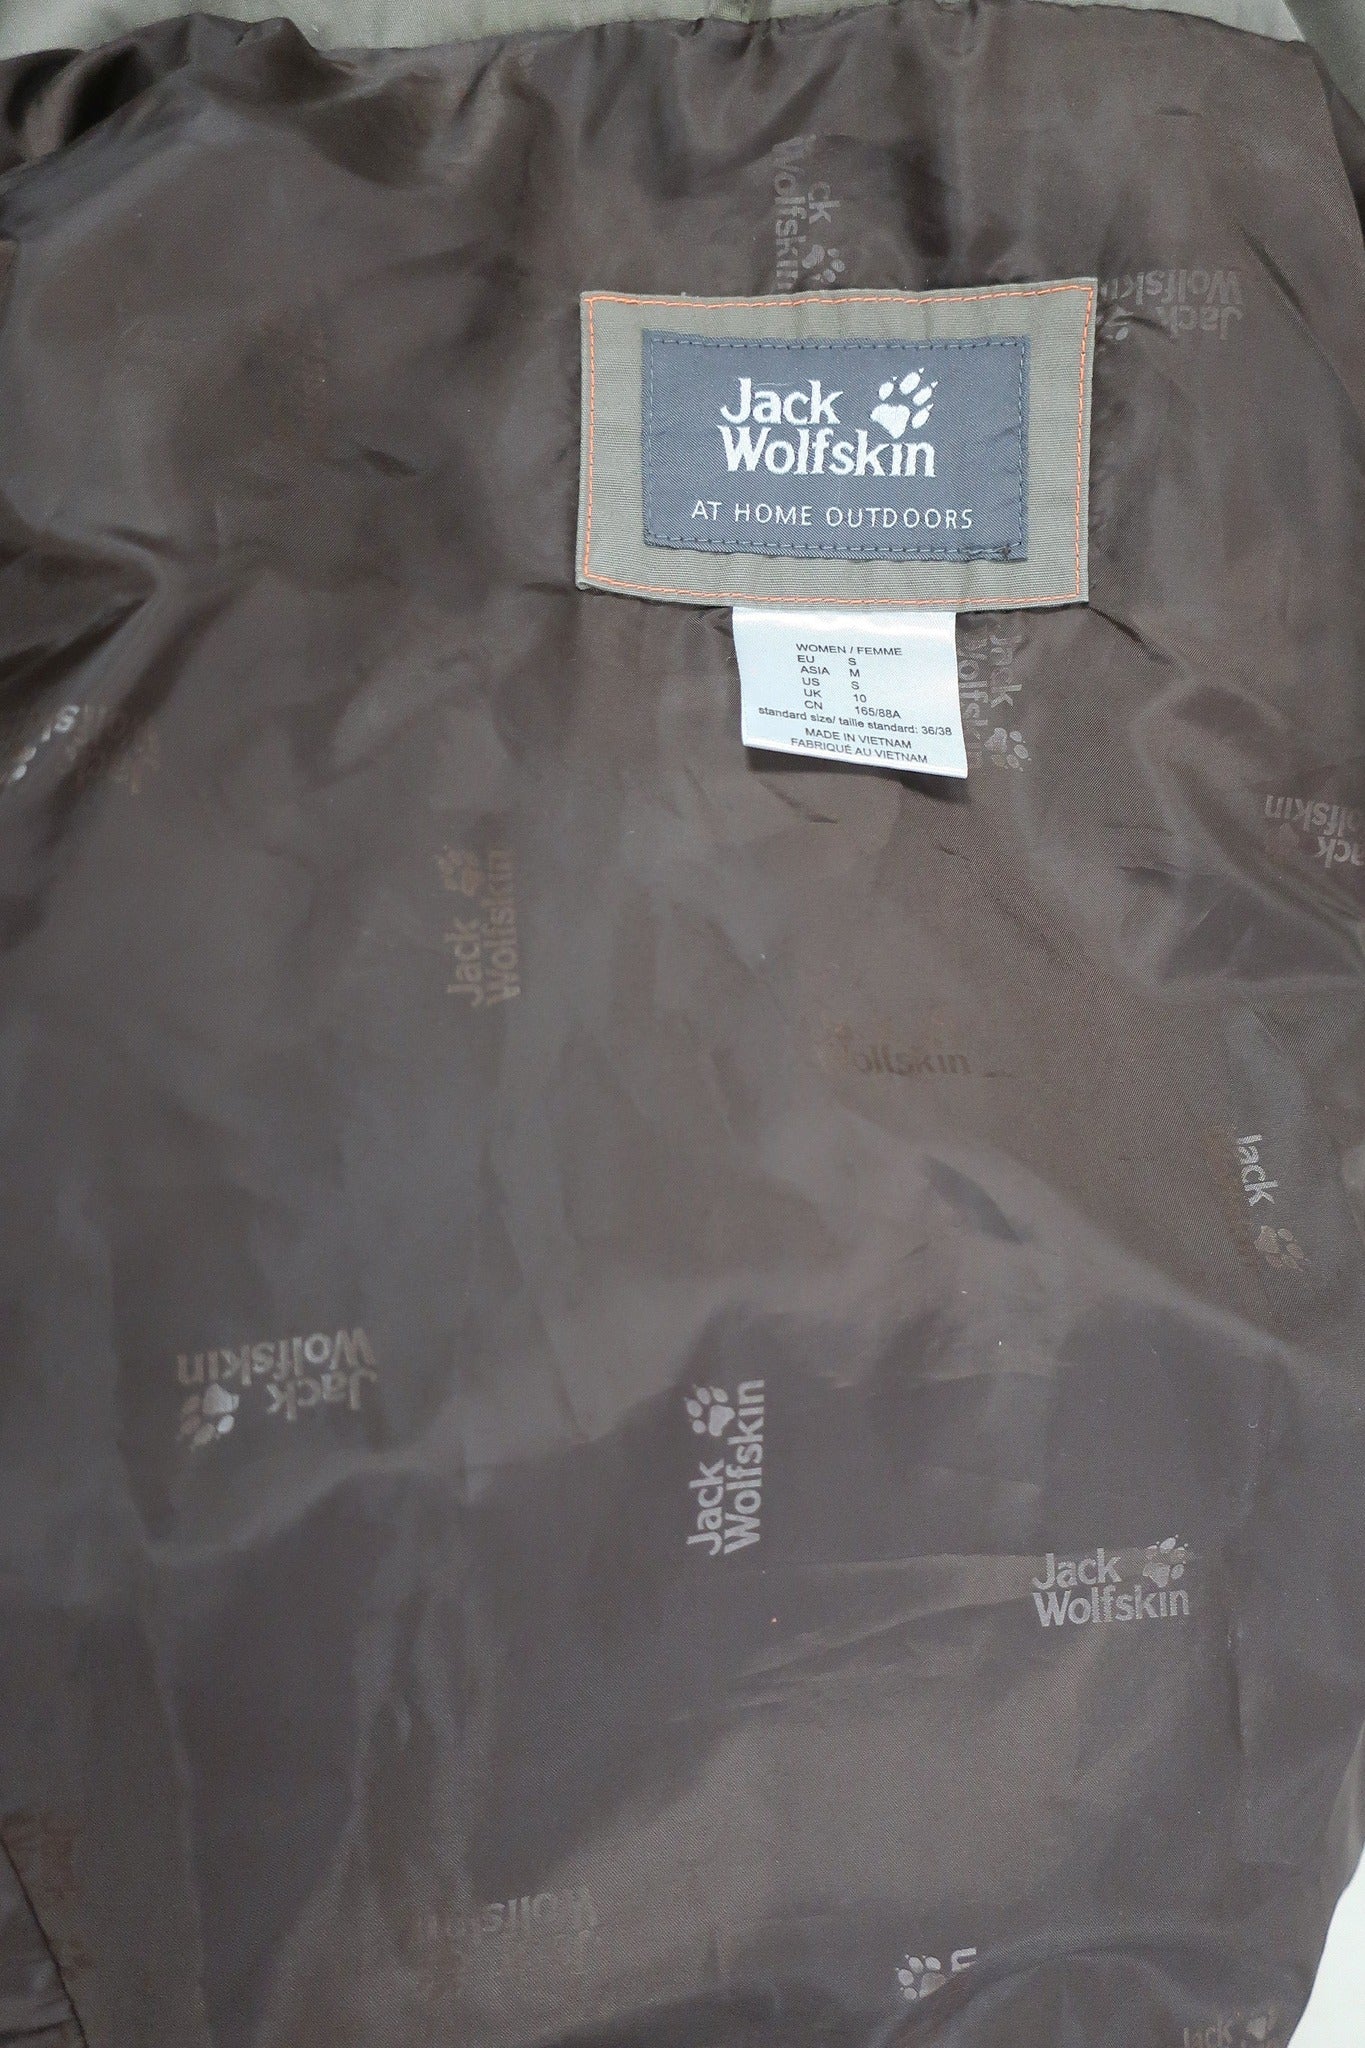 Jack
Wolfskin
Jack
Wolfskin
Jack
Wolfskin
AT HOME OUTDOORS
WOMEN / FEMME
EU S
ASIA M
US S
UK 10
CN 165/88A
standard size/ taille standard: 36/38
MADE IN VIETNAM
FABRIQUÉ AU VIETNAM
Jack
Wolfskin
Jack
Wolfskin
Wolfskin
Jack
Jack
Wolfskin
Jack
Wolfskin
Jack
Wolfskin
Wolfskin
Jack